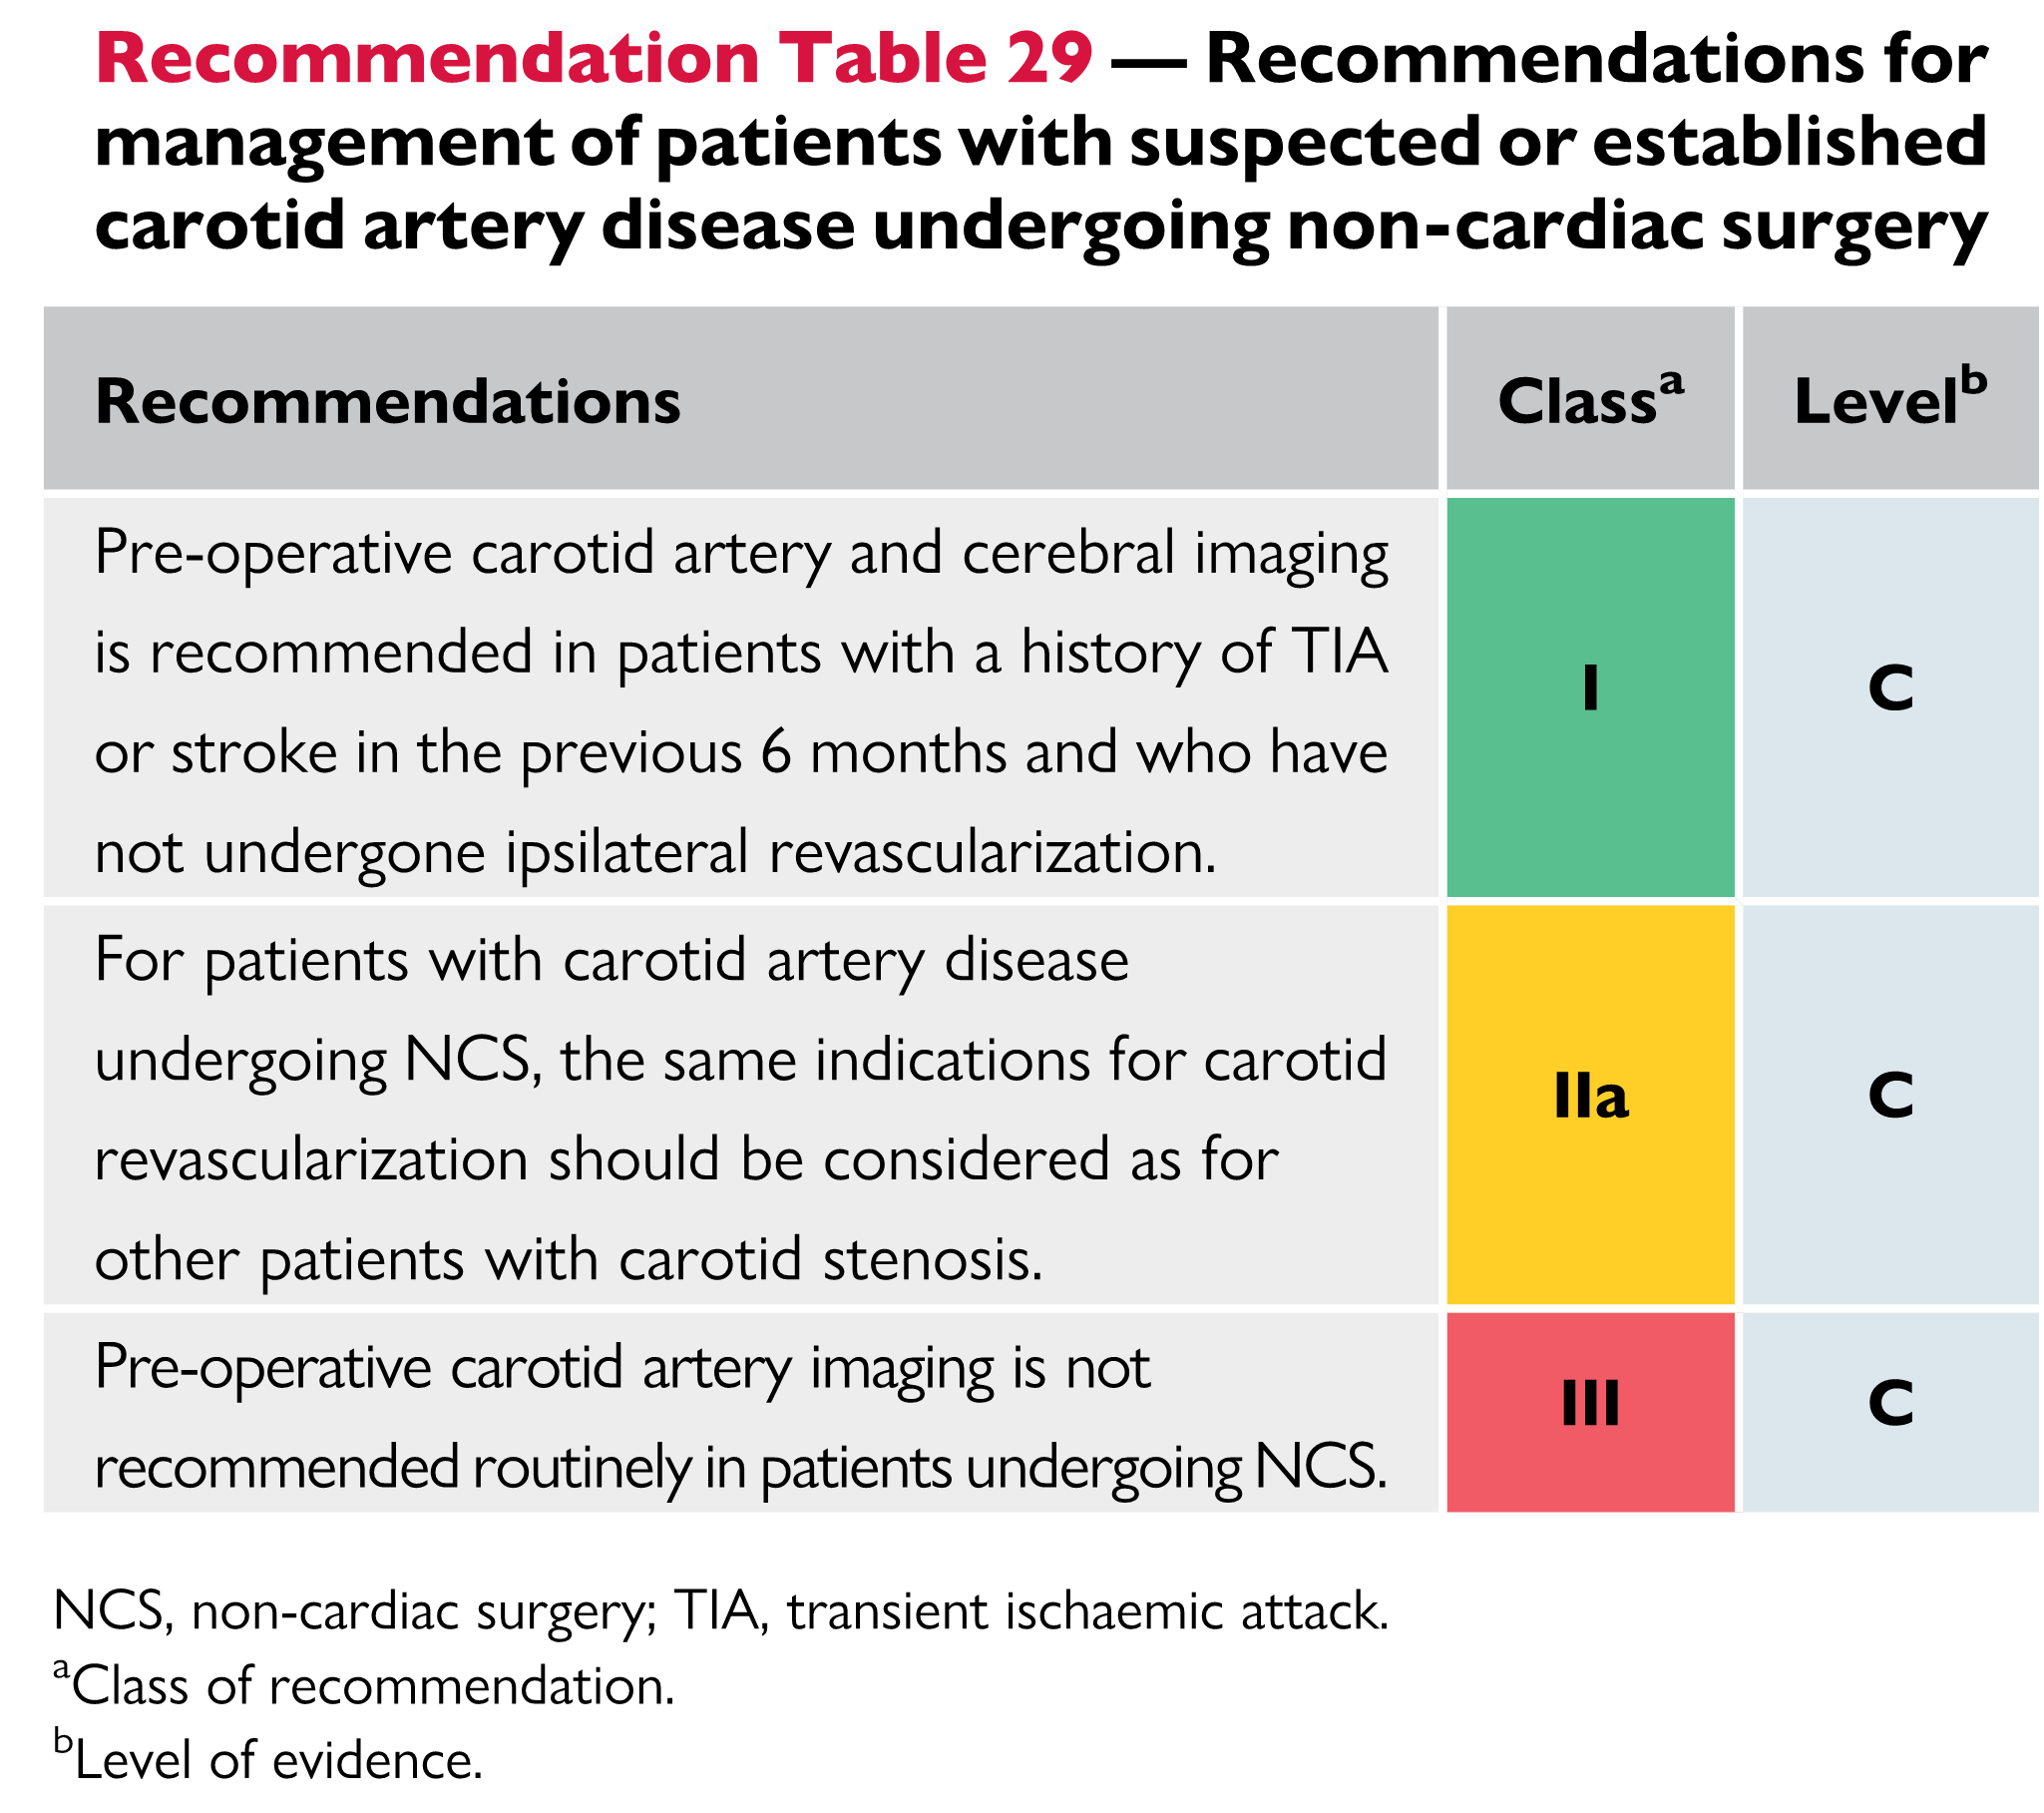 Recommendation Table 29 — Recommendations for
management of patients with suspected or established
carotid artery disease undergoing non-cardiac surgery
Recommendations Classᵃ Levelᵇ
Pre-operative carotid artery and cerebral imaging
is recommended in patients with a history of TIA
or stroke in the previous 6 months and who have
not undergone ipsilateral revascularization.
I C
For patients with carotid artery disease
undergoing NCS, the same indications for carotid
revascularization should be considered as for
other patients with carotid stenosis.
IIa C
Pre-operative carotid artery imaging is not
recommended routinely in patients undergoing NCS.
III C
NCS, non-cardiac surgery; TIA, transient ischaemic attack.
ᵃClass of recommendation.
ᵇLevel of evidence.